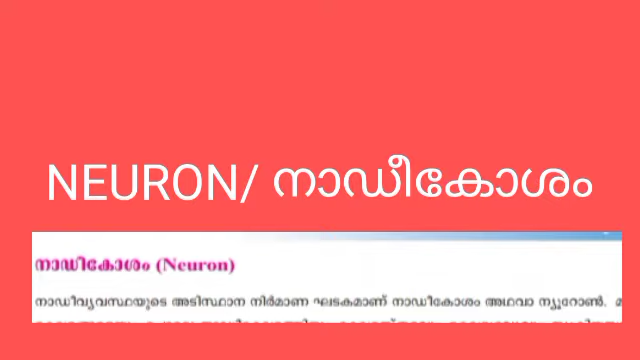 NEURON/ നാഡീകോശം
നാഡീകോശം (Neuron)
നാഡീവ്യവസ്ഥയുടെ അടിസ്ഥാന നിർമാണ ഘടകമാണ് നാഡീകോശം അഥവാ ന്യൂറോൺ.